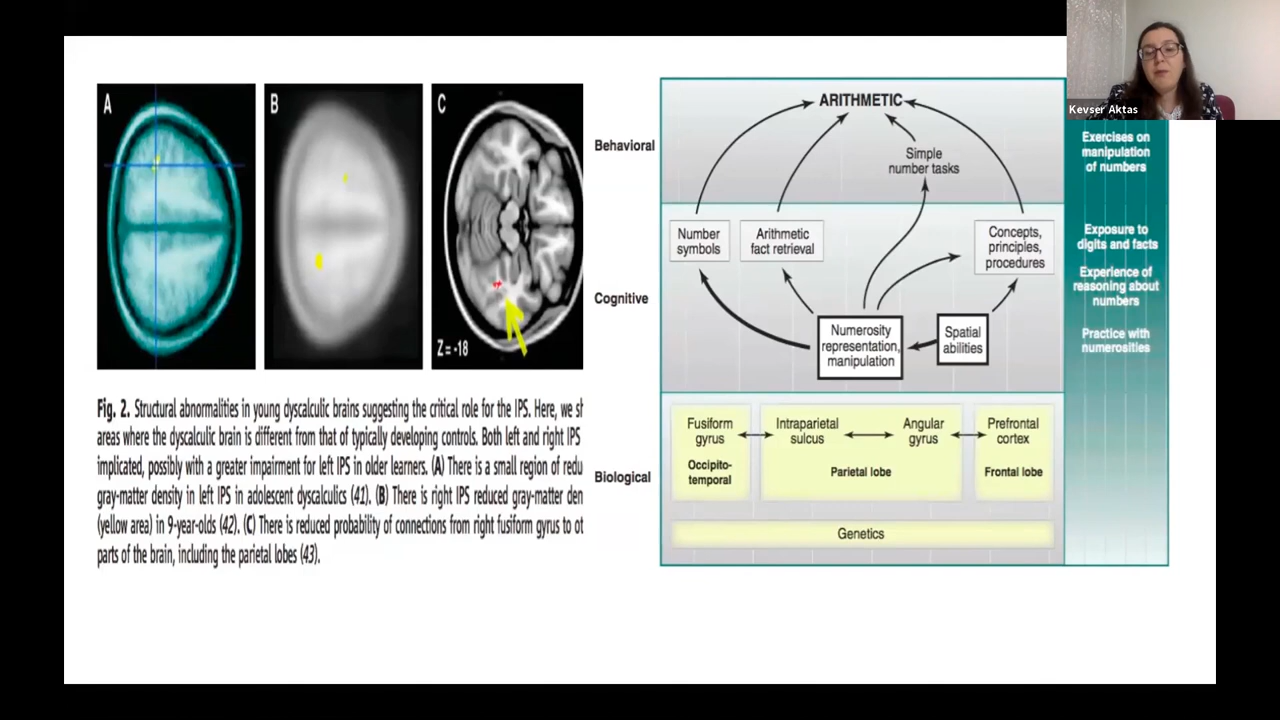 A
B
C
Z = -18
Fig. 2. Structural abnormalities in young dyscalculic brains suggesting the critical role for the IPS. Here, we
areas where the dyscalculic brain is different from that of typically developing controls. Both left and right IPS
implicated, possibly with a greater impairment for left IPS in older learners. (A) There is a small region of redu
gray-matter density in left IPS in adolescent dyscalculics (41). (B) There is right IPS reduced gray-matter den
(yellow area) in 9-year-olds (42). (C) There is reduced probability of connections from right fusiform gyrus to ot
parts of the brain, including the parietal lobes (43).
Behavioral
Cognitive
Biological
ARITHMETIC
Simple
number tasks
Number
symbols
Arithmetic
fact retrieval
Concepts,
principles,
procedures
Numerosity
representation,
manipulation
Spatial
abilities
Fusiform
gyrus
Intraparietal
sulcus
Angular
gyrus
Prefrontal
cortex
Occipito-
temporal
Parietal lobe
Frontal lobe
Genetics
Kevser Aktas
Exercises on
manipulation
of numbers
Exposure to
digits and facts
Experience of
reasoning about
numbers
Practice with
numerosities